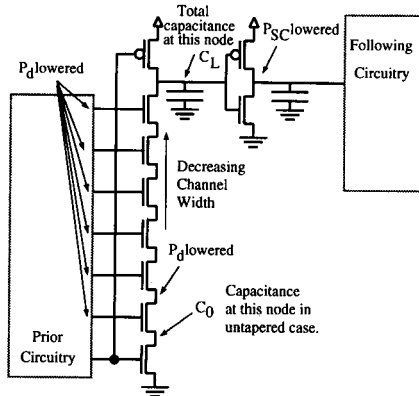 Total
capacitance
at this node
C_L
P_SC lowered
Following
Circuitry
P_d lowered
Decreasing
Channel
Width
P_d lowered
C_0
Capacitance
at this node in
untapered case.
Prior
Circuitry